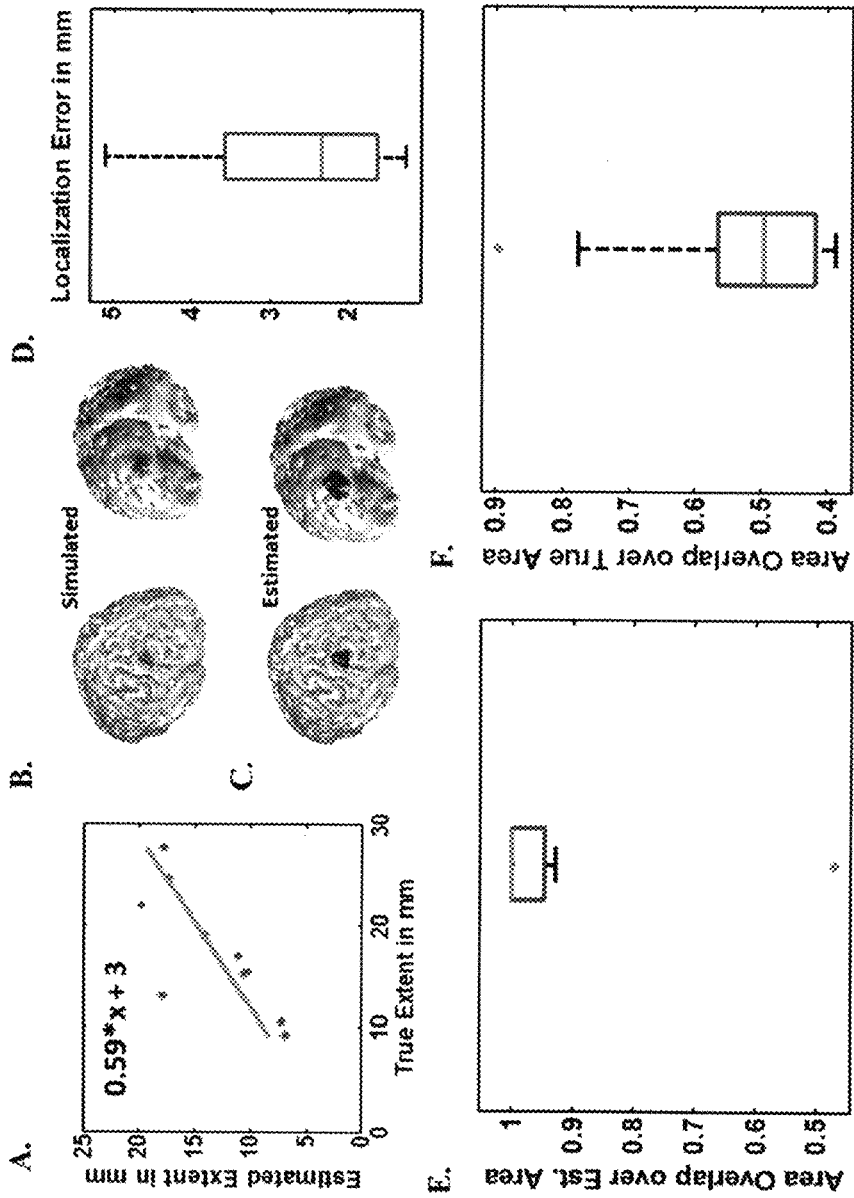 A.
0.59*x + 3
Estimated Extent in mm
25
20
15
10
5
0
0
10
20
30
True Extent in mm
B.
Simulated
C.
Estimated
D.
Localization Error in mm
5
4
3
2
E.
Area Overlap over Est. Area
1
0.9
0.8
0.7
0.6
0.5
F.
Area Overlap over True Area
0.9
0.8
0.7
0.6
0.5
0.4